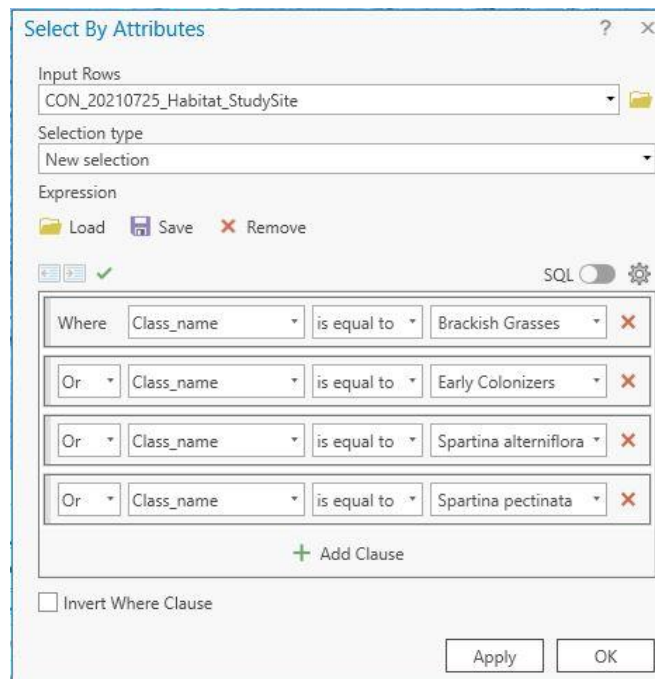 Select By Attributes ?
Input Rows
CON_20210725_Habitat_StudySite
Selection type
New selection
Expression
Load Save Remove
SQL
Where Class_name is equal to Brackish Grasses
Or Class_name is equal to Early Colonizers
Or Class_name is equal to Spartina alterniflora
Or Class_name is equal to Spartina pectinata
Add Clause
Invert Where Clause
Apply OK